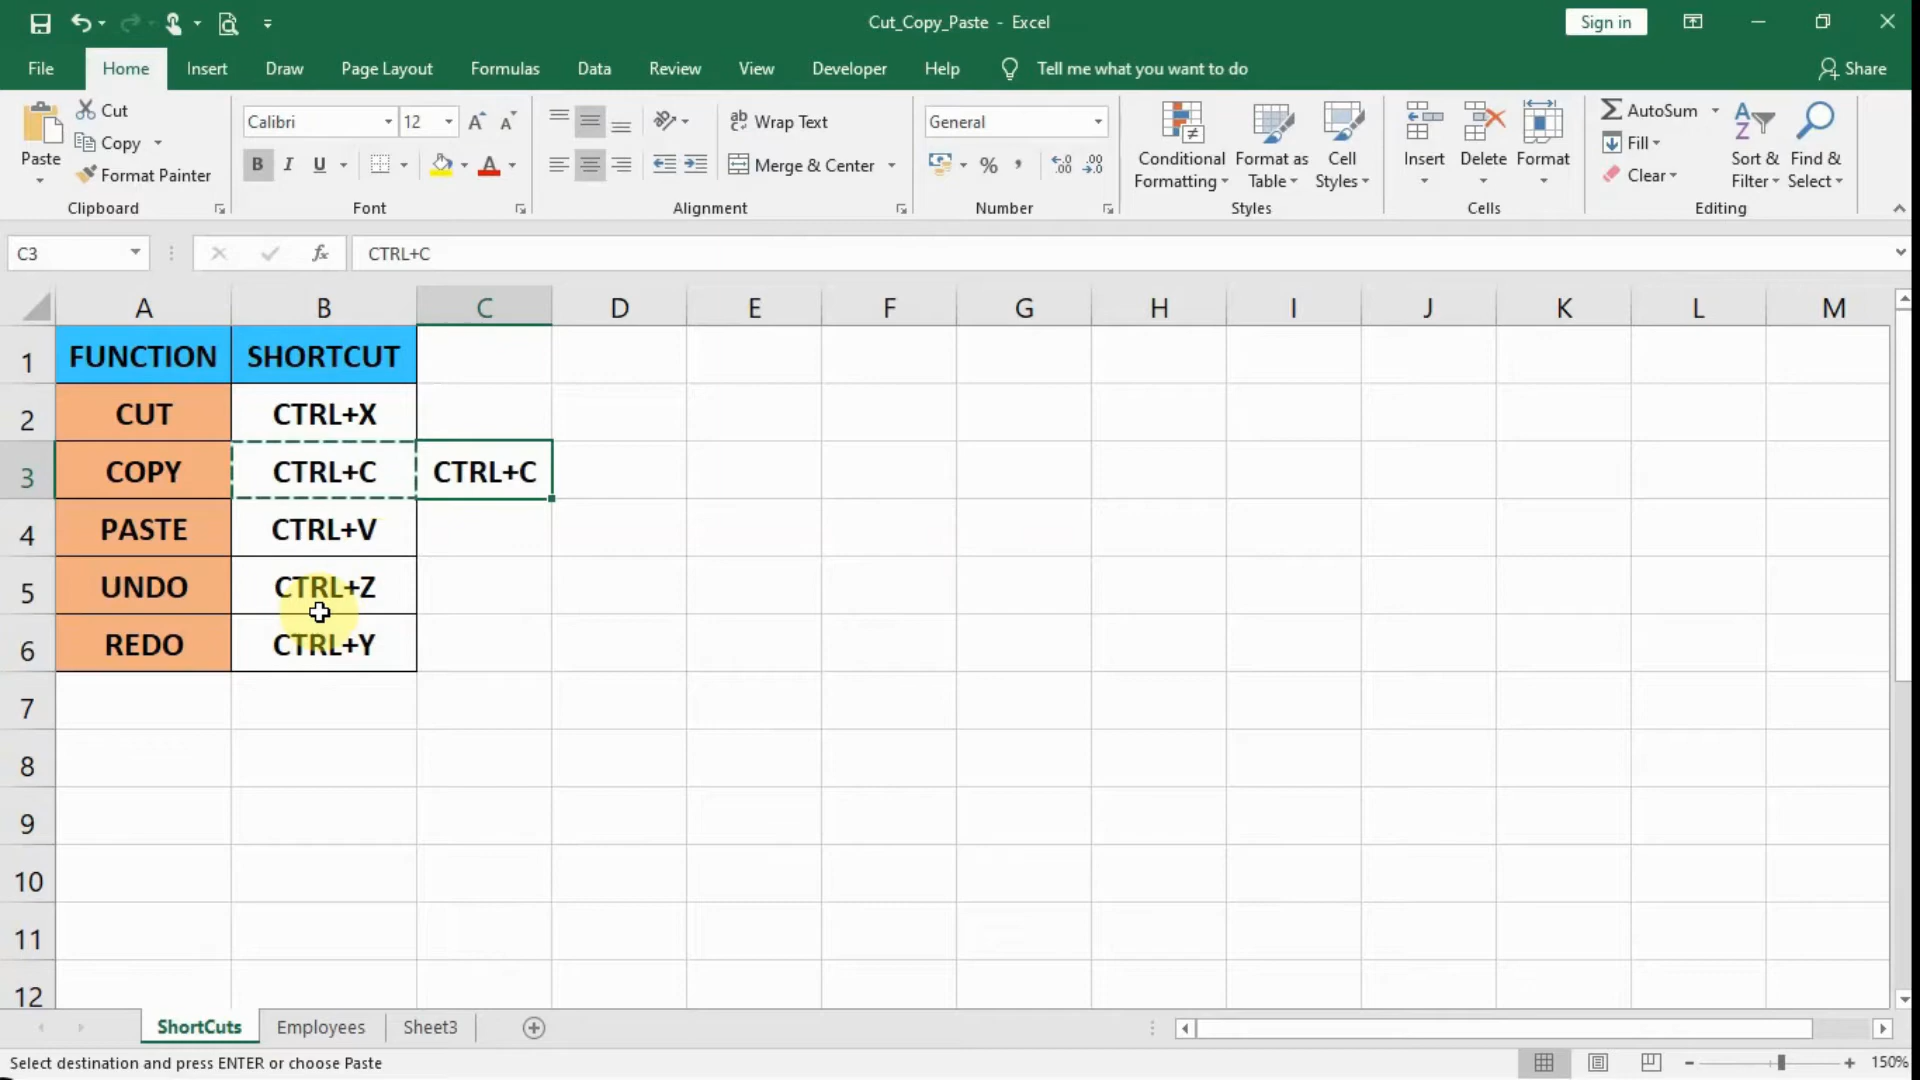 Cut_Copy_Paste - Excel
Sign in
File Home Insert Draw Page Layout Formulas Data Review View Developer Help Tell me what you want to do Share
Paste
Cut
Copy
Format Painter
Clipboard
Calibri 12
B I U
Font
Wrap Text
Merge & Center
Alignment
General
%
Number
Conditional Formatting
Format as Table
Cell Styles
Styles
Insert
Delete
Format
Cells
AutoSum
Fill
Clear
Sort & Filter
Find & Select
Editing
C3 fx CTRL+C
A B C D E F G H I J K L M
1 FUNCTION SHORTCUT
2 CUT CTRL+X
3 COPY CTRL+C CTRL+C
4 PASTE CTRL+V
5 UNDO CTRL+Z
6 REDO CTRL+Y
7
8
9
10
11
12
ShortCuts Employees Sheet3
Select destination and press ENTER or choose Paste 150%